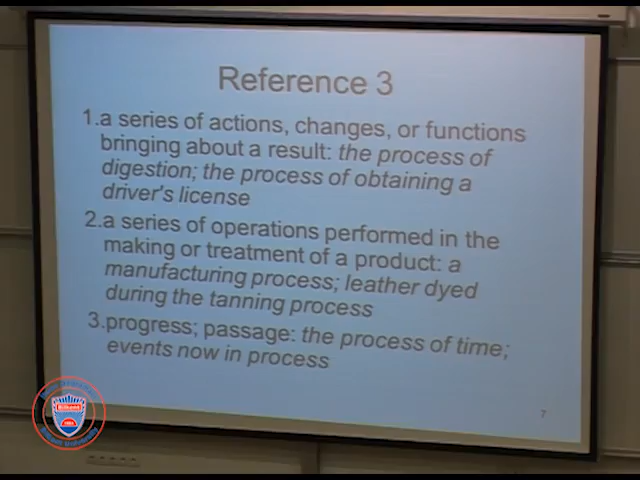 Reference 3
1.a series of actions, changes, or functions
bringing about a result: the process of
digestion; the process of obtaining a
driver's license
2.a series of operations performed in the
making or treatment of a product: a
manufacturing process; leather dyed
during the tanning process
3.progress; passage: the process of time;
events now in process
7
Bilkent